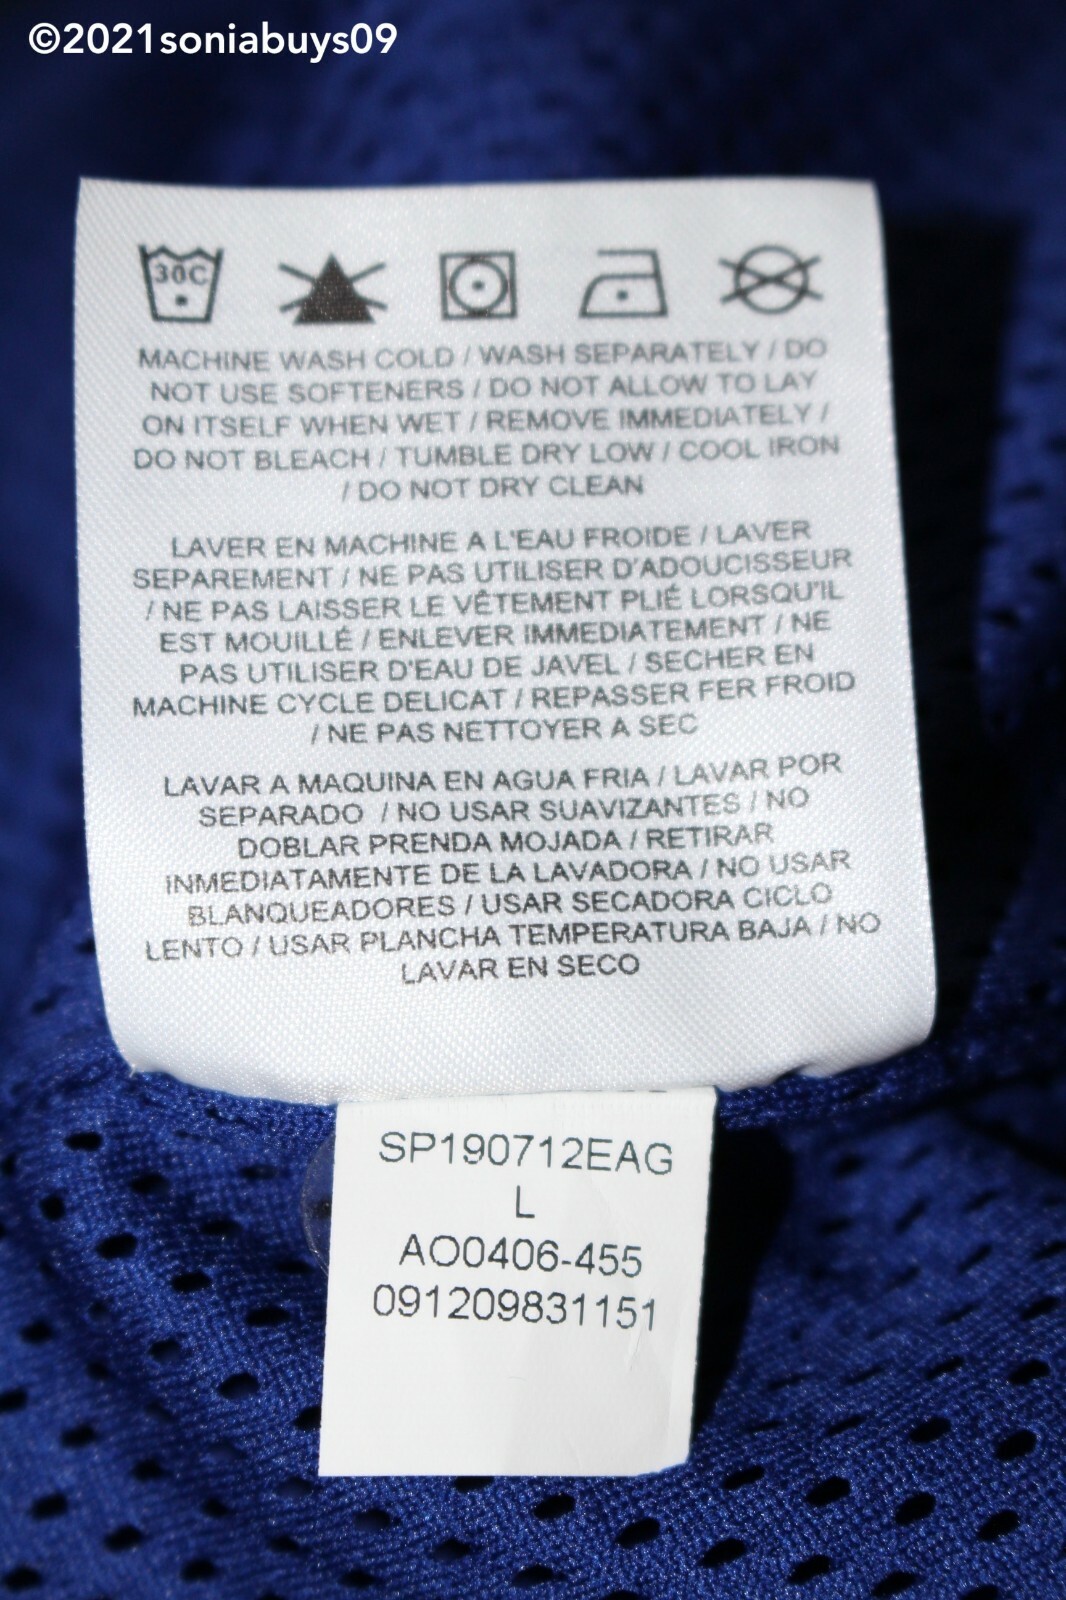 ©2021soniabuys09
30C
MACHINE WASH COLD / WASH SEPARATELY / DO
NOT USE SOFTENERS / DO NOT ALLOW TO LAY
ON ITSELF WHEN WET / REMOVE IMMEDIATELY /
DO NOT BLEACH / TUMBLE DRY LOW / COOL IRON
/ DO NOT DRY CLEAN
LAVER EN MACHINE A L'EAU FROIDE / LAVER
SEPAREMENT / NE PAS UTILISER D'ADOUCISSEUR
/ NE PAS LAISSER LE VÊTEMENT PLIÉ LORSQU'IL
EST MOUILLÉ / ENLEVER IMMEDIATEMENT / NE
PAS UTILISER D'EAU DE JAVEL / SECHER EN
MACHINE CYCLE DELICAT / REPASSER FER FROID
/ NE PAS NETTOYER A SEC
LAVAR A MAQUINA EN AGUA FRIA / LAVAR POR
SEPARADO / NO USAR SUAVIZANTES / NO
DOBLAR PRENDA MOJADA / RETIRAR
INMEDIATAMENTE DE LA LAVADORA / NO USAR
BLANQUEADORES / USAR SECADORA CICLO
LENTO / USAR PLANCHA TEMPERATURA BAJA / NO
LAVAR EN SECO
SP190712EAG
L
AO0406-455
091209831151